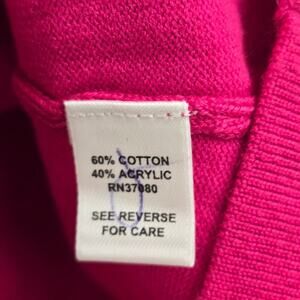 60% COTTON
40% ACRYLIC
RN37080
SEE REVERSE
FOR CARE